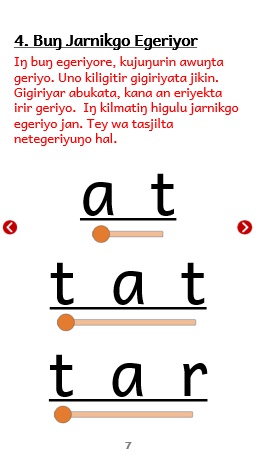 4. Buŋ Jarnikgo Egeriyor
Iŋ buŋ egeriyore, kujuŋurin awuŋta
geriyo. Uno kiligitir gigiriyata jikin.
Gigiriyar abukata, kana an eriyekta
irir geriyo. Iŋ kilmatiŋ higulu jarnikgo
egeriyo jan. Tey wa tasjilta
netegeriyuŋo hal.
a t
t a t
t a r
7